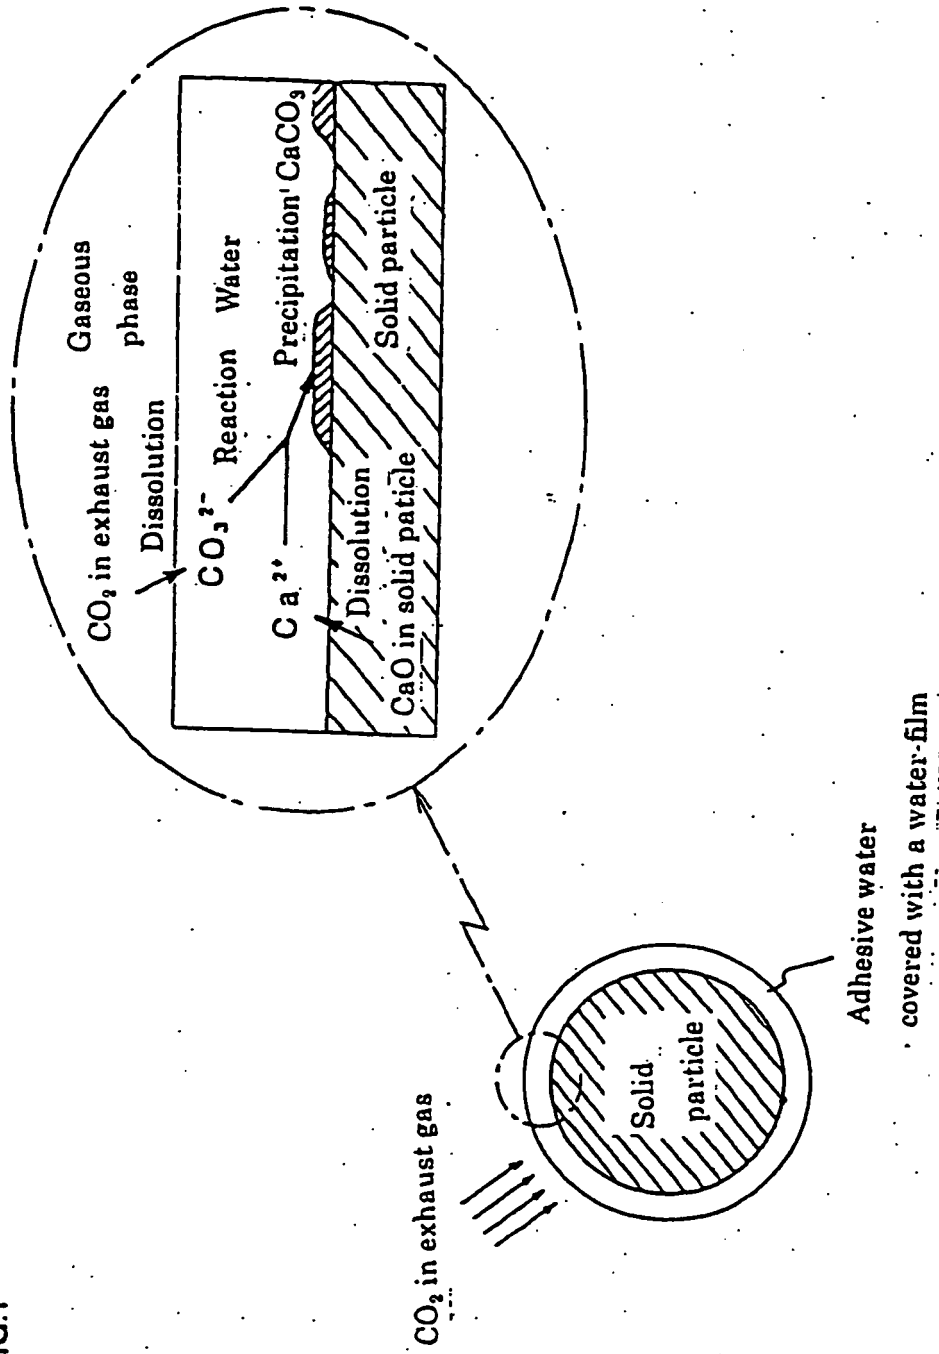 CO₂ in exhaust gas
Gaseous
phase
Dissolution
CO₃²⁻
Reaction
Water
Ca²⁺
Precipitation' CaCO₃
Dissolution
Solid particle
CaO in solid paticle
CO₂ in exhaust gas
Solid
particle
Adhesive water
covered with a water-film